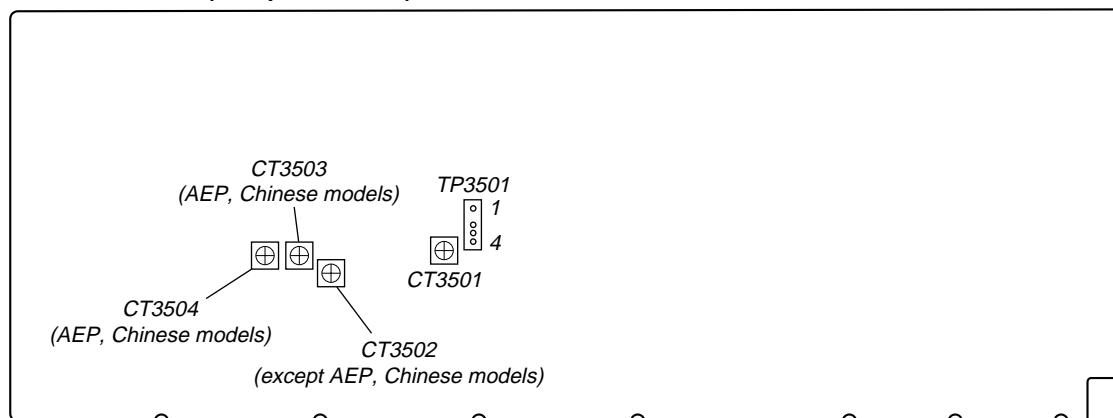 CT3503
(AEP, Chinese models)
TP3501
1
4
CT3501
CT3504
(AEP, Chinese models)
CT3502
(except AEP, Chinese models)